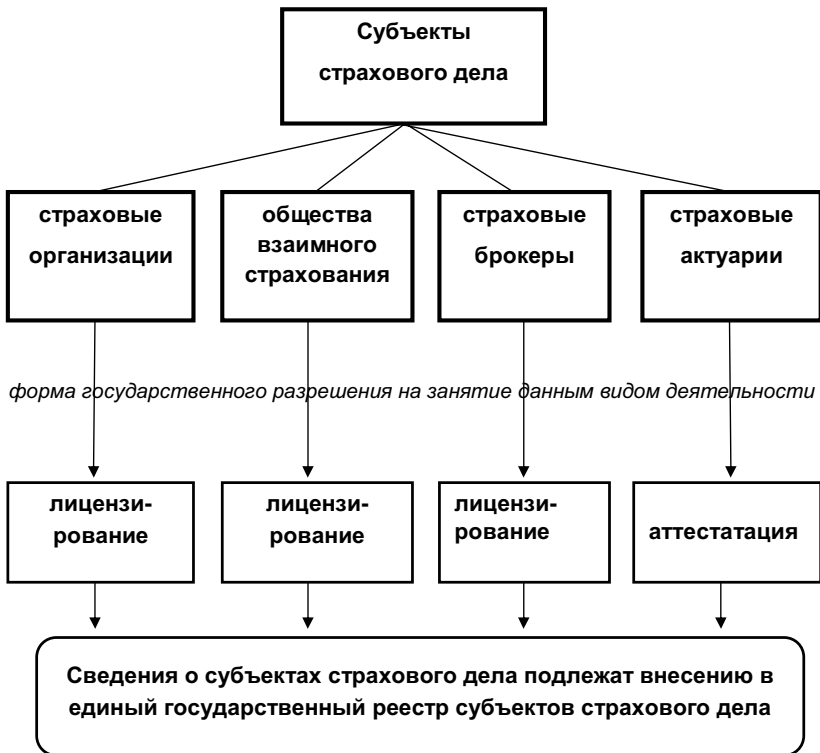 Субъекты
страхового дела
страховые
организации
общества
взаимного
страхования
страховые
брокеры
страховые
актуарии
форма государственного разрешения на занятие данным видом деятельности
лицензи-
рование
лицензи-
рование
лицензи-
рование
аттестатация
Сведения о субъектах страхового дела подлежат внесению в
единый государственный реестр субъектов страхового дела